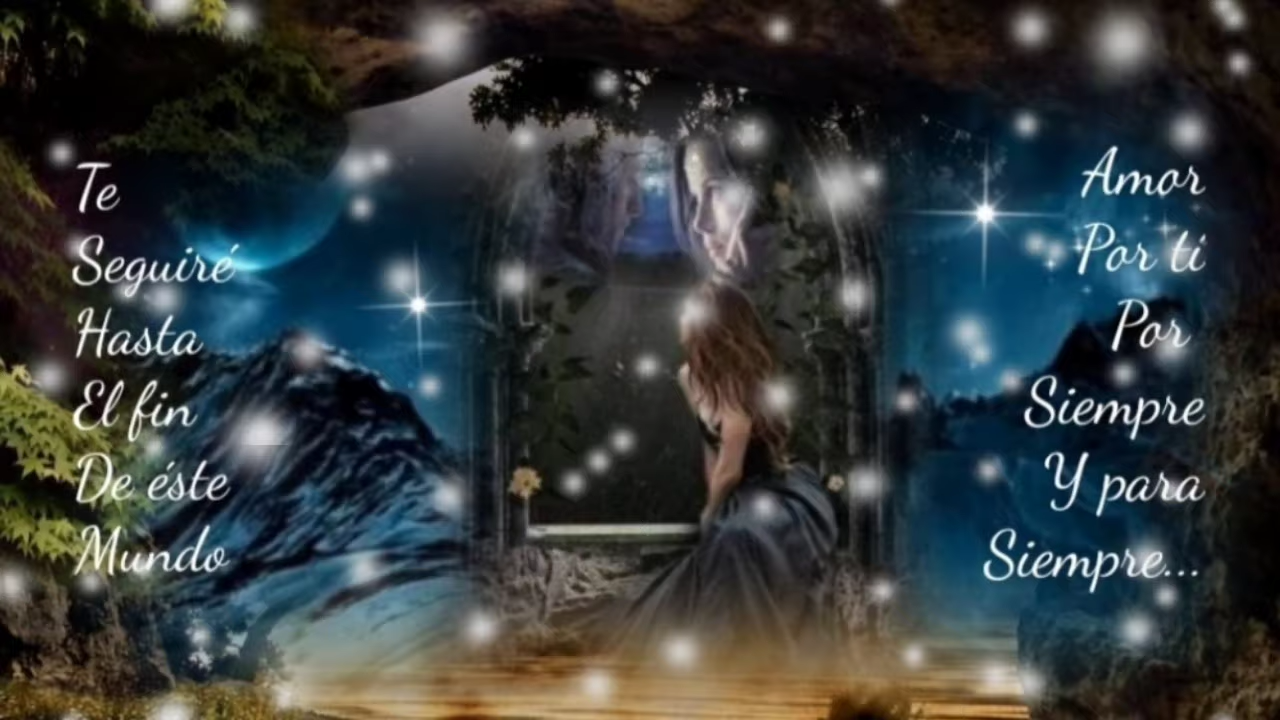 Te
Seguiré
Hasta
El fin
De éste
Mundo
Amor
Por ti
Por
Siempre
Y para
Siempre...